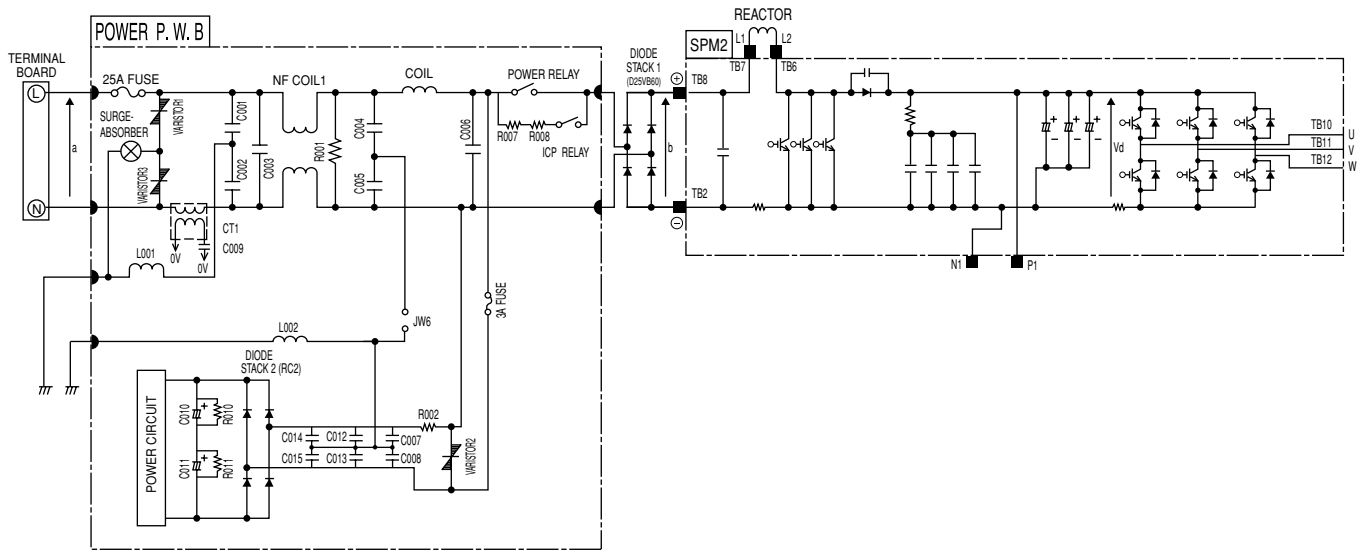 POWER P. W. B
REACTOR
L1
L2
SPM2
TB7
TB6
TERMINAL
BOARD
DIODE
STACK 1
(D25VB60)
25A FUSE
NF COIL1
COIL
POWER RELAY
+
TB8
L
SURGE-
ABSORBER
VARISTOR1
C001
C004
C006
R007
R008
ICP RELAY
+
+
+
−
−
−
a
R001
C003
b
Vd
TB10
U
TB11
V
TB12
W
VARISTOR3
C002
C005
TB2
N
−
CT1
C009
L001
0V
0V
N1
P1
3A FUSE
L002
JW6
DIODE
STACK 2 (RC2)
POWER CIRCUIT
C010
+
R010
R002
C014
C012
C007
VARISTOR2
C015
C013
C008
C011
+
R011